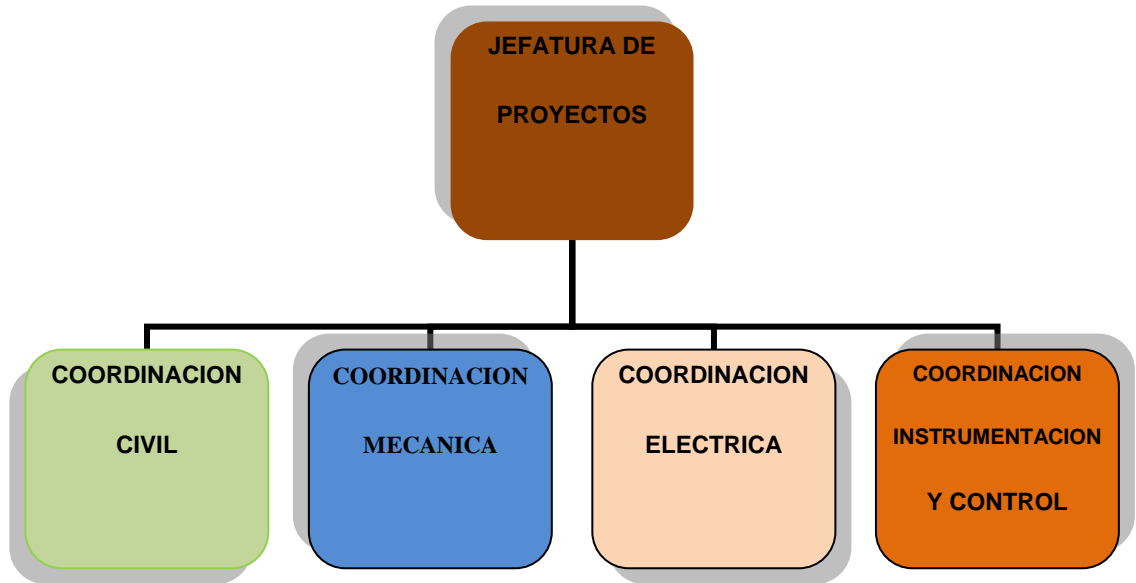 JEFATURA DE
PROYECTOS
COORDINACION
CIVIL
COORDINACION
MECANICA
COORDINACION
ELECTRICA
COORDINACION
INSTRUMENTACION
Y CONTROL